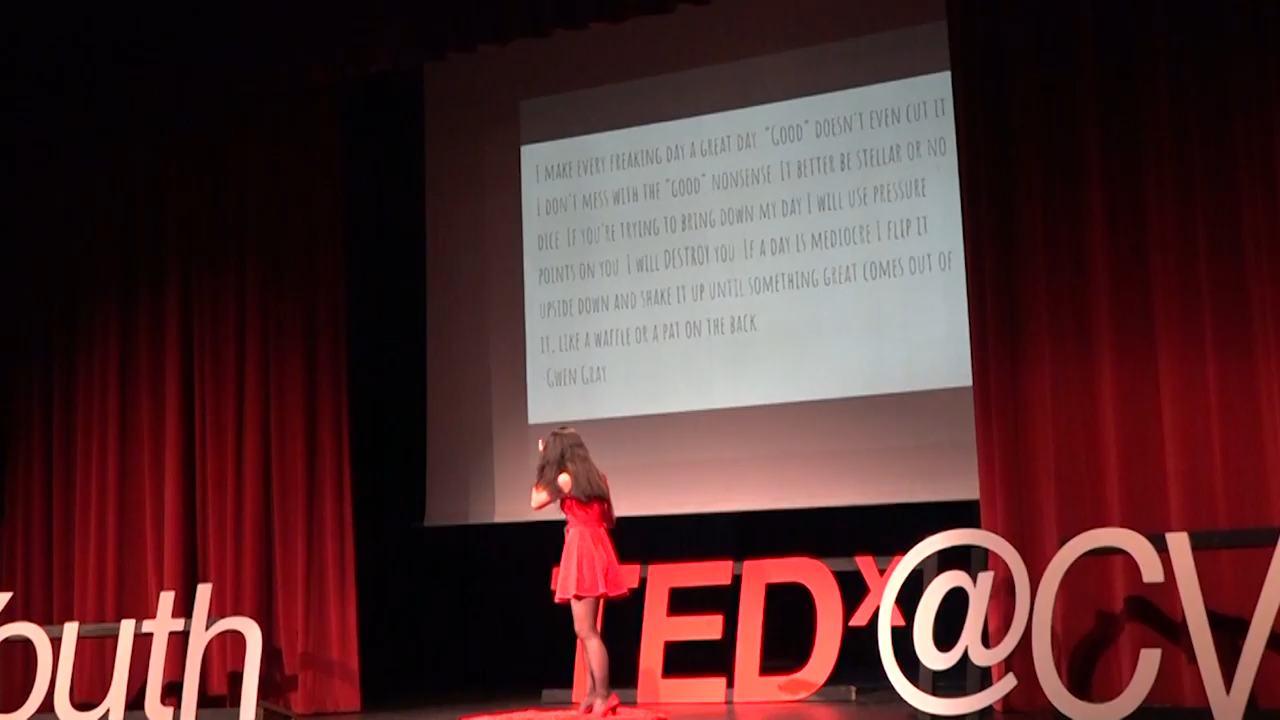 I MAKE EVERY FREAKING DAY A GREAT DAY. "GOOD" DOESN'T EVEN CUT IT
I DON'T MESS WITH THE "GOOD" NONSENSE. IT BETTER BE STELLAR OR NO
DICE. IF YOU'RE TRYING TO BRING DOWN MY DAY I WILL USE PRESSURE
POINTS ON YOU. I WILL DESTROY YOU. IF A DAY IS MEDIOCRE I FLIP IT
UPSIDE DOWN AND SHAKE IT UP UNTIL SOMETHING GREAT COMES OUT OF
IT, LIKE A WAFFLE OR A PAT ON THE BACK.
-GWEN GRAY
Youth
TEDx@CV